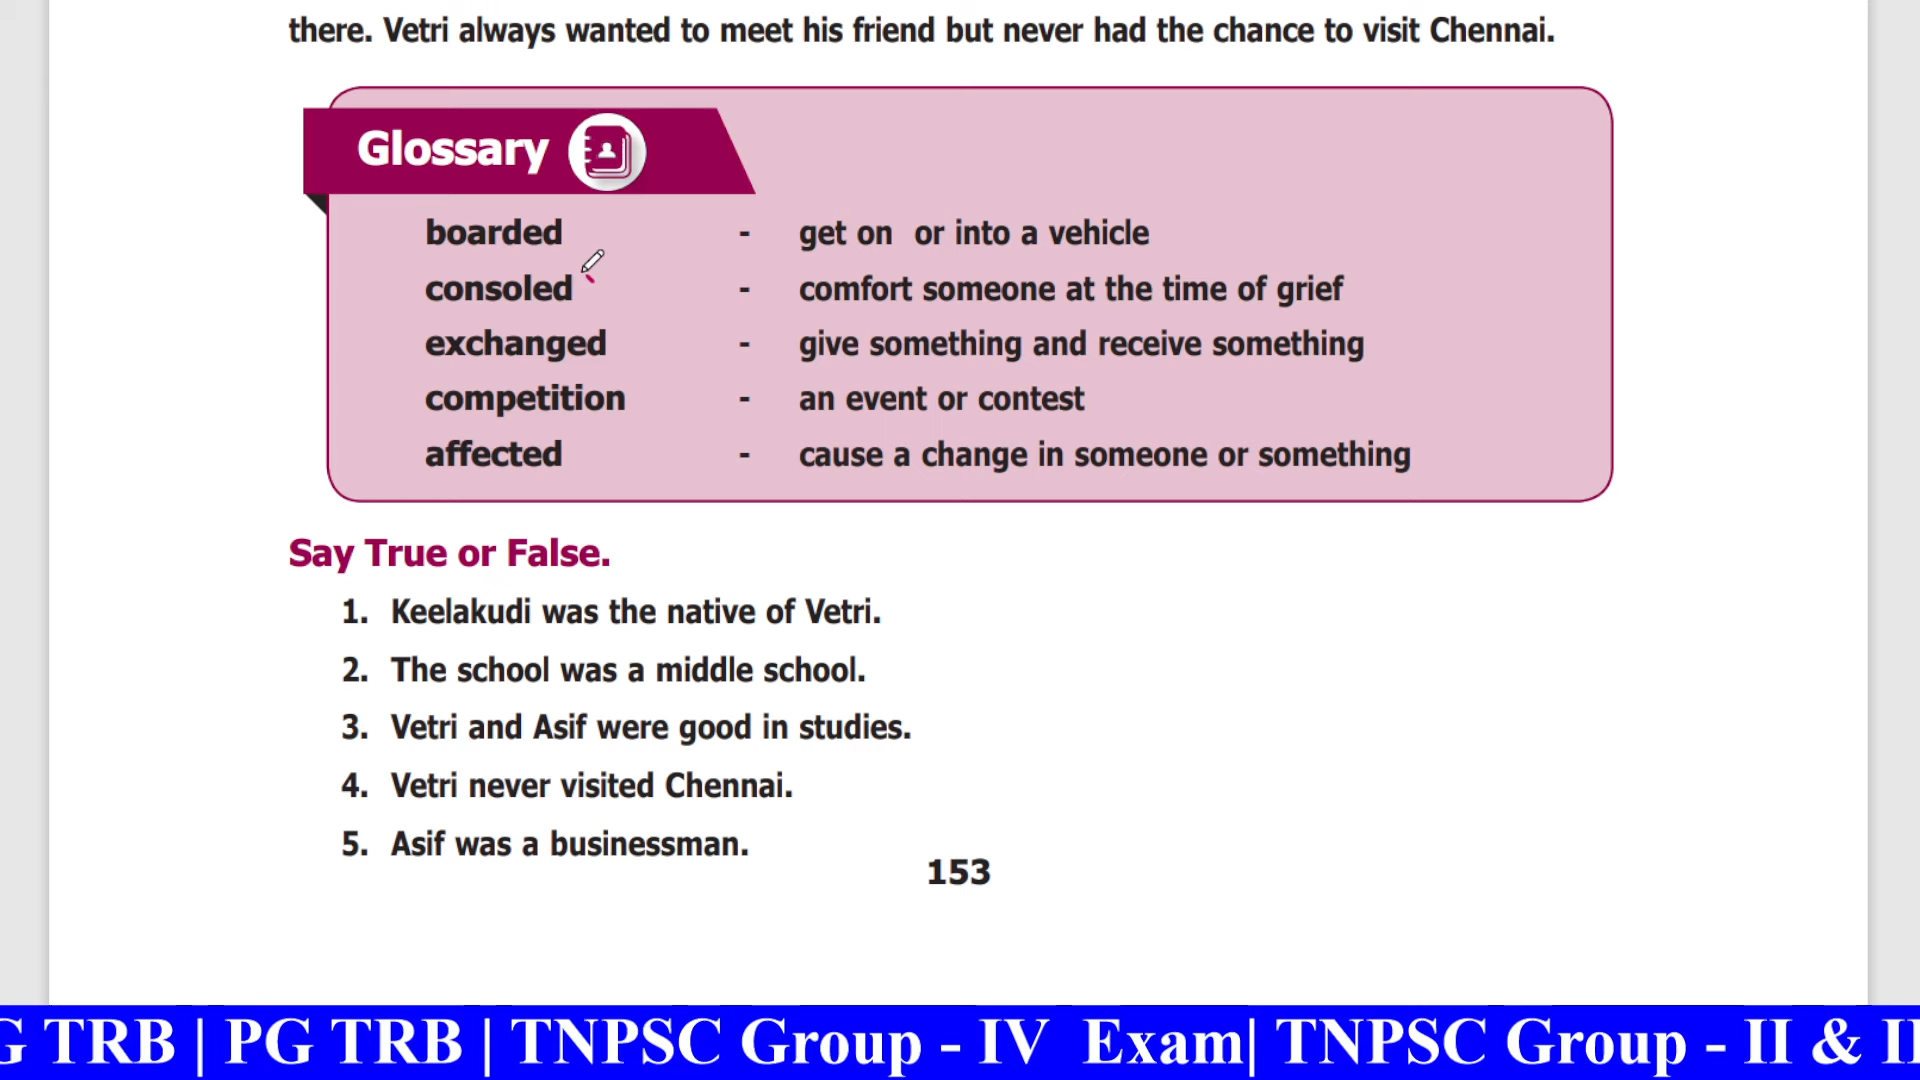 there. Vetri always wanted to meet his friend but never had the chance to visit Chennai.
Glossary
boarded - get on or into a vehicle
consoled - comfort someone at the time of grief
exchanged - give something and receive something
competition - an event or contest
affected - cause a change in someone or something
Say True or False.
1. Keelakudi was the native of Vetri.
2. The school was a middle school.
3. Vetri and Asif were good in studies.
4. Vetri never visited Chennai.
5. Asif was a businessman.
153
G TRB | PG TRB | TNPSC Group - IV Exam| TNPSC Group - II &